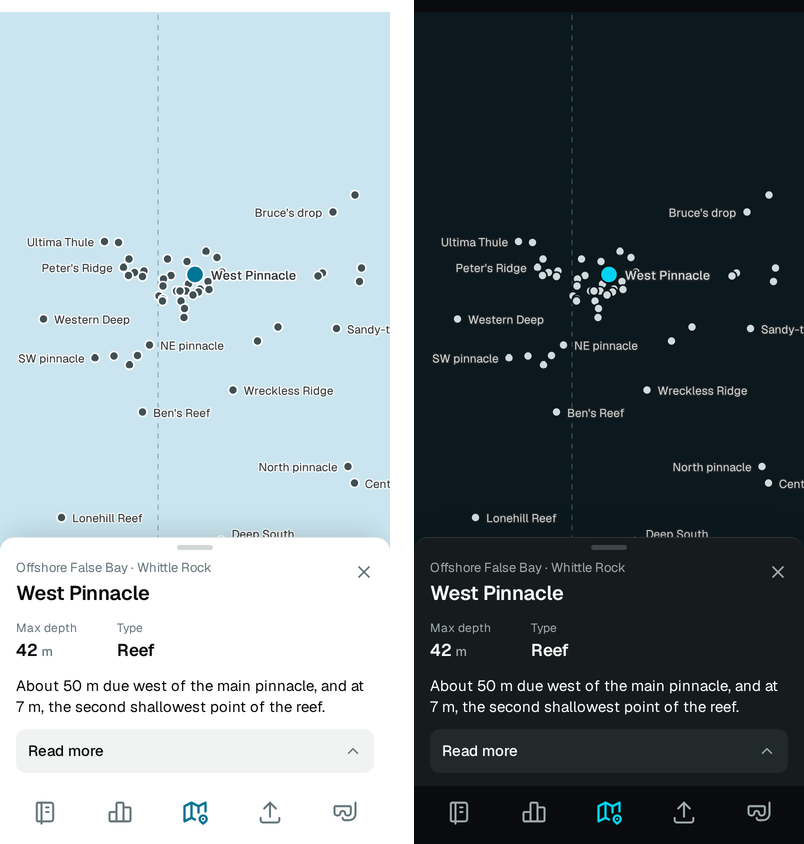 Bruce's drop
Ultima Thule
Peter's Ridge
West Pinnacle
Western Deep
Sandy-t
NE pinnacle
SW pinnacle
Wreckless Ridge
Ben's Reef
North pinnacle
Cent
Lonehill Reef
Deep South
Offshore False Bay · Whittle Rock
West Pinnacle
Max depth Type
42 m Reef
About 50 m due west of the main pinnacle, and at
7 m, the second shallowest point of the reef.
Read more
Bruce's drop
Ultima Thule
Peter's Ridge
West Pinnacle
Western Deep
Sandy-t
NE pinnacle
SW pinnacle
Wreckless Ridge
Ben's Reef
North pinnacle
Cent
Lonehill Reef
Deep South
Offshore False Bay · Whittle Rock
West Pinnacle
Max depth Type
42 m Reef
About 50 m due west of the main pinnacle, and at
7 m, the second shallowest point of the reef.
Read more